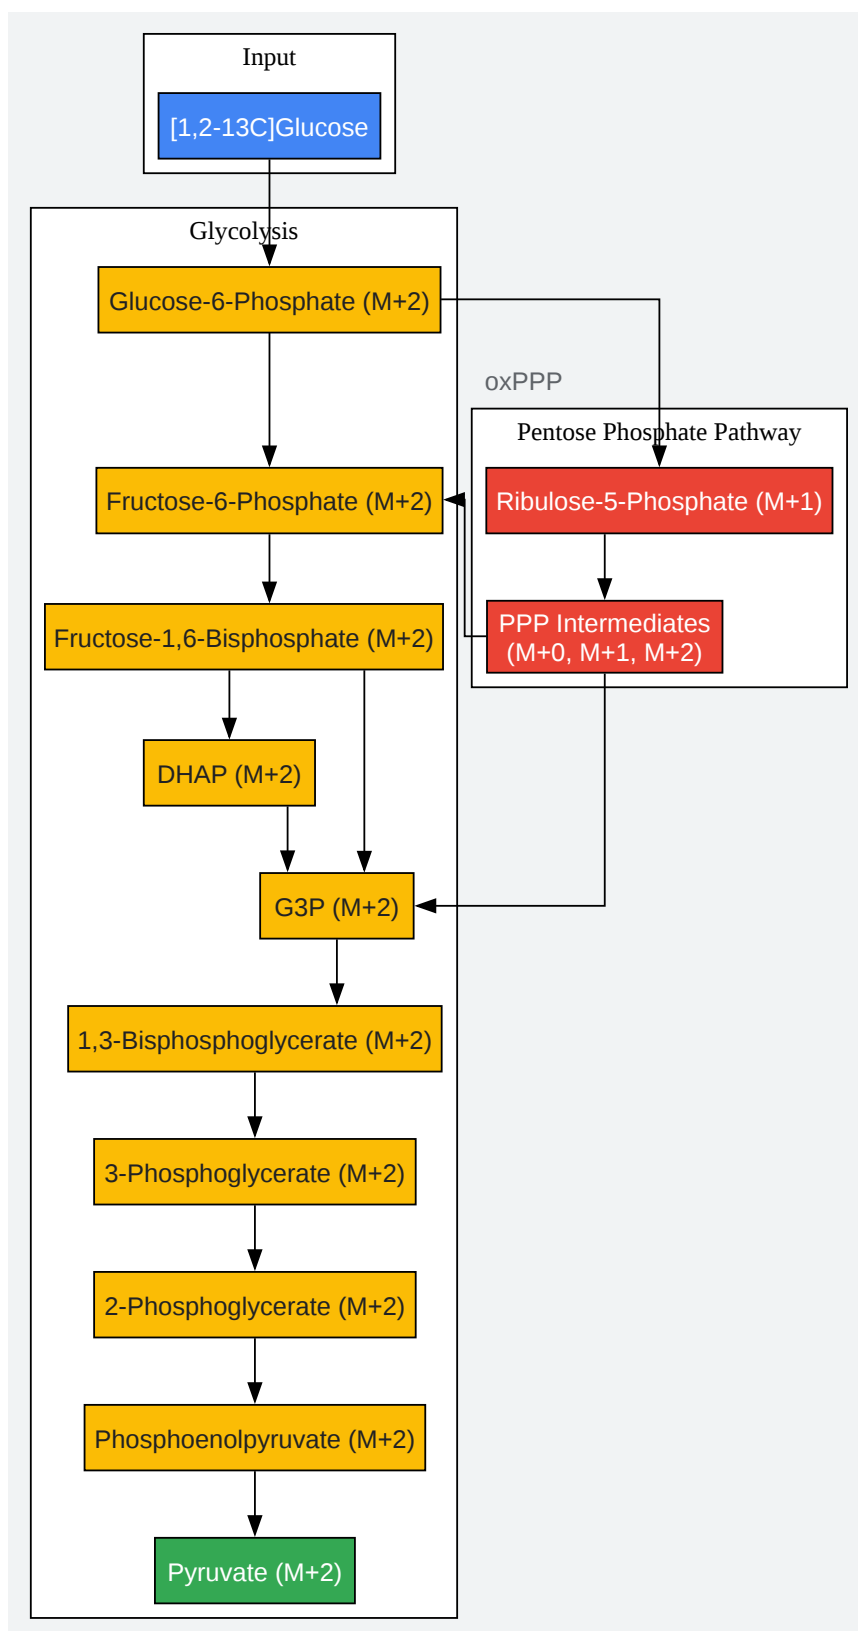 Input
[1,2-13C]Glucose
Glycolysis
Glucose-6-Phosphate (M+2)
oxPPP
Pentose Phosphate Pathway
Fructose-6-Phosphate (M+2)
Ribulose-5-Phosphate (M+1)
Fructose-1,6-Bisphosphate (M+2)
PPP Intermediates
(M+0, M+1, M+2)
DHAP (M+2)
G3P (M+2)
1,3-Bisphosphoglycerate (M+2)
3-Phosphoglycerate (M+2)
2-Phosphoglycerate (M+2)
Phosphoenolpyruvate (M+2)
Pyruvate (M+2)